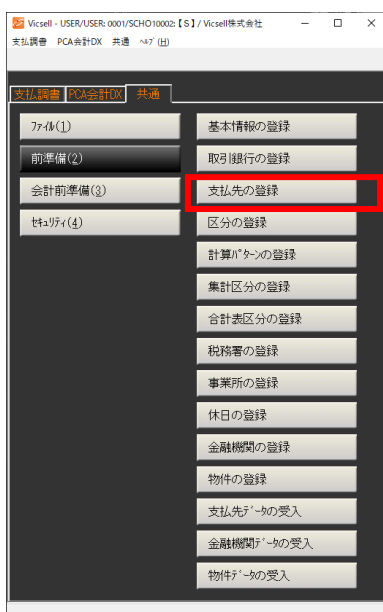 Vicsell - USER/USER: 0001/SCHO10002:【S】/ Vicsell株式会社
支払調書 PCA会計DX 共通 ﾍﾙﾌﾟ(H)
支払調書 PCA会計DX 共通
ﾌｧｲﾙ(1)
前準備(2)
会計前準備(3)
ｾｷｭﾘﾃｨ(4)
基本情報の登録
取引銀行の登録
支払先の登録
区分の登録
計算ﾊﾟﾀｰﾝの登録
集計区分の登録
合計表区分の登録
税務署の登録
事業所の登録
休日の登録
金融機関の登録
物件の登録
支払先ﾃﾞｰﾀの受入
金融機関ﾃﾞｰﾀの受入
物件ﾃﾞｰﾀの受入